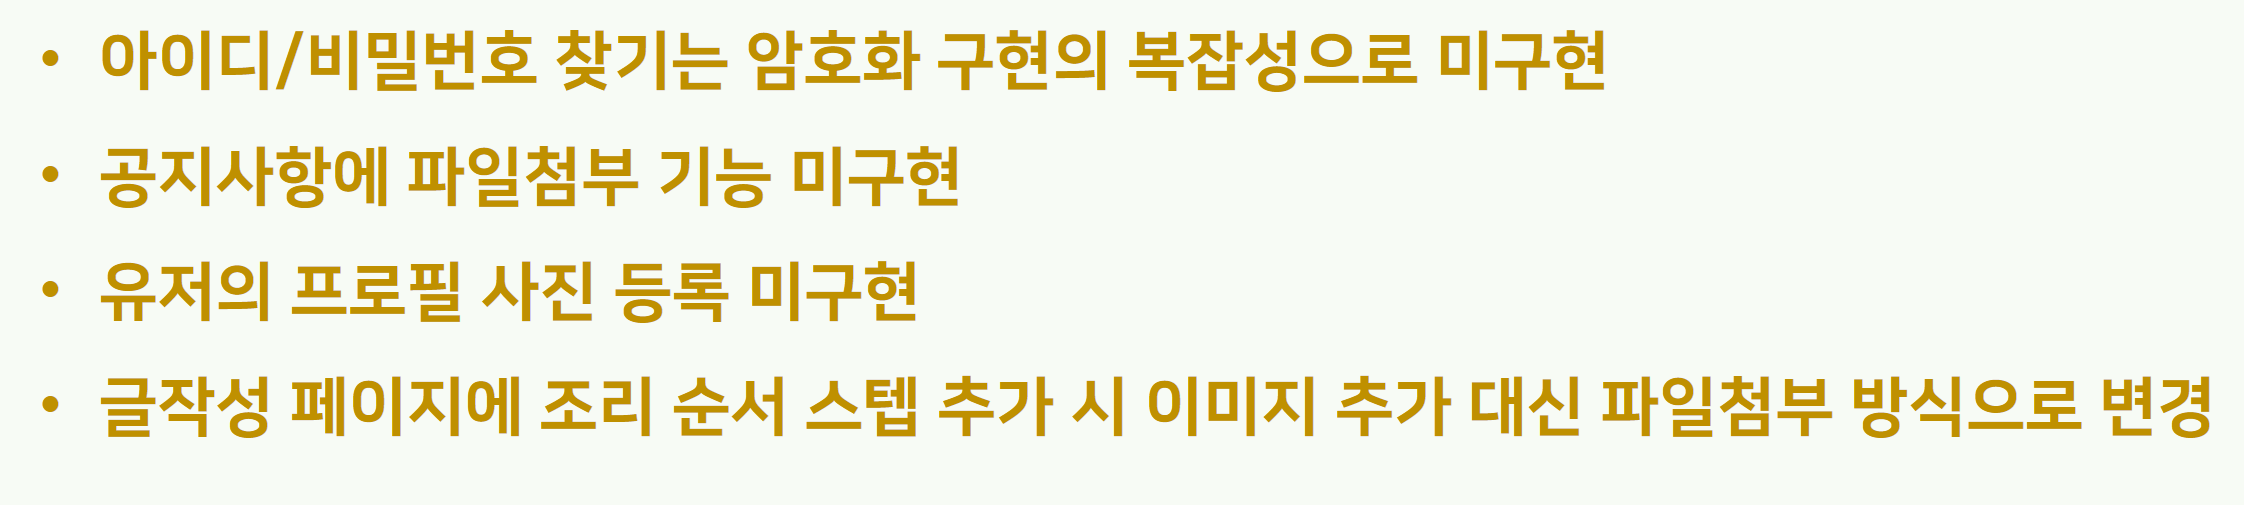 • 아이디/비밀번호 찾기는 암호화 구현의 복잡성으로 미구현
• 공지사항에 파일첨부 기능 미구현
• 유저의 프로필 사진 등록 미구현
• 글작성 페이지에 조리 순서 스텝 추가 시 이미지 추가 대신 파일첨부 방식으로 변경